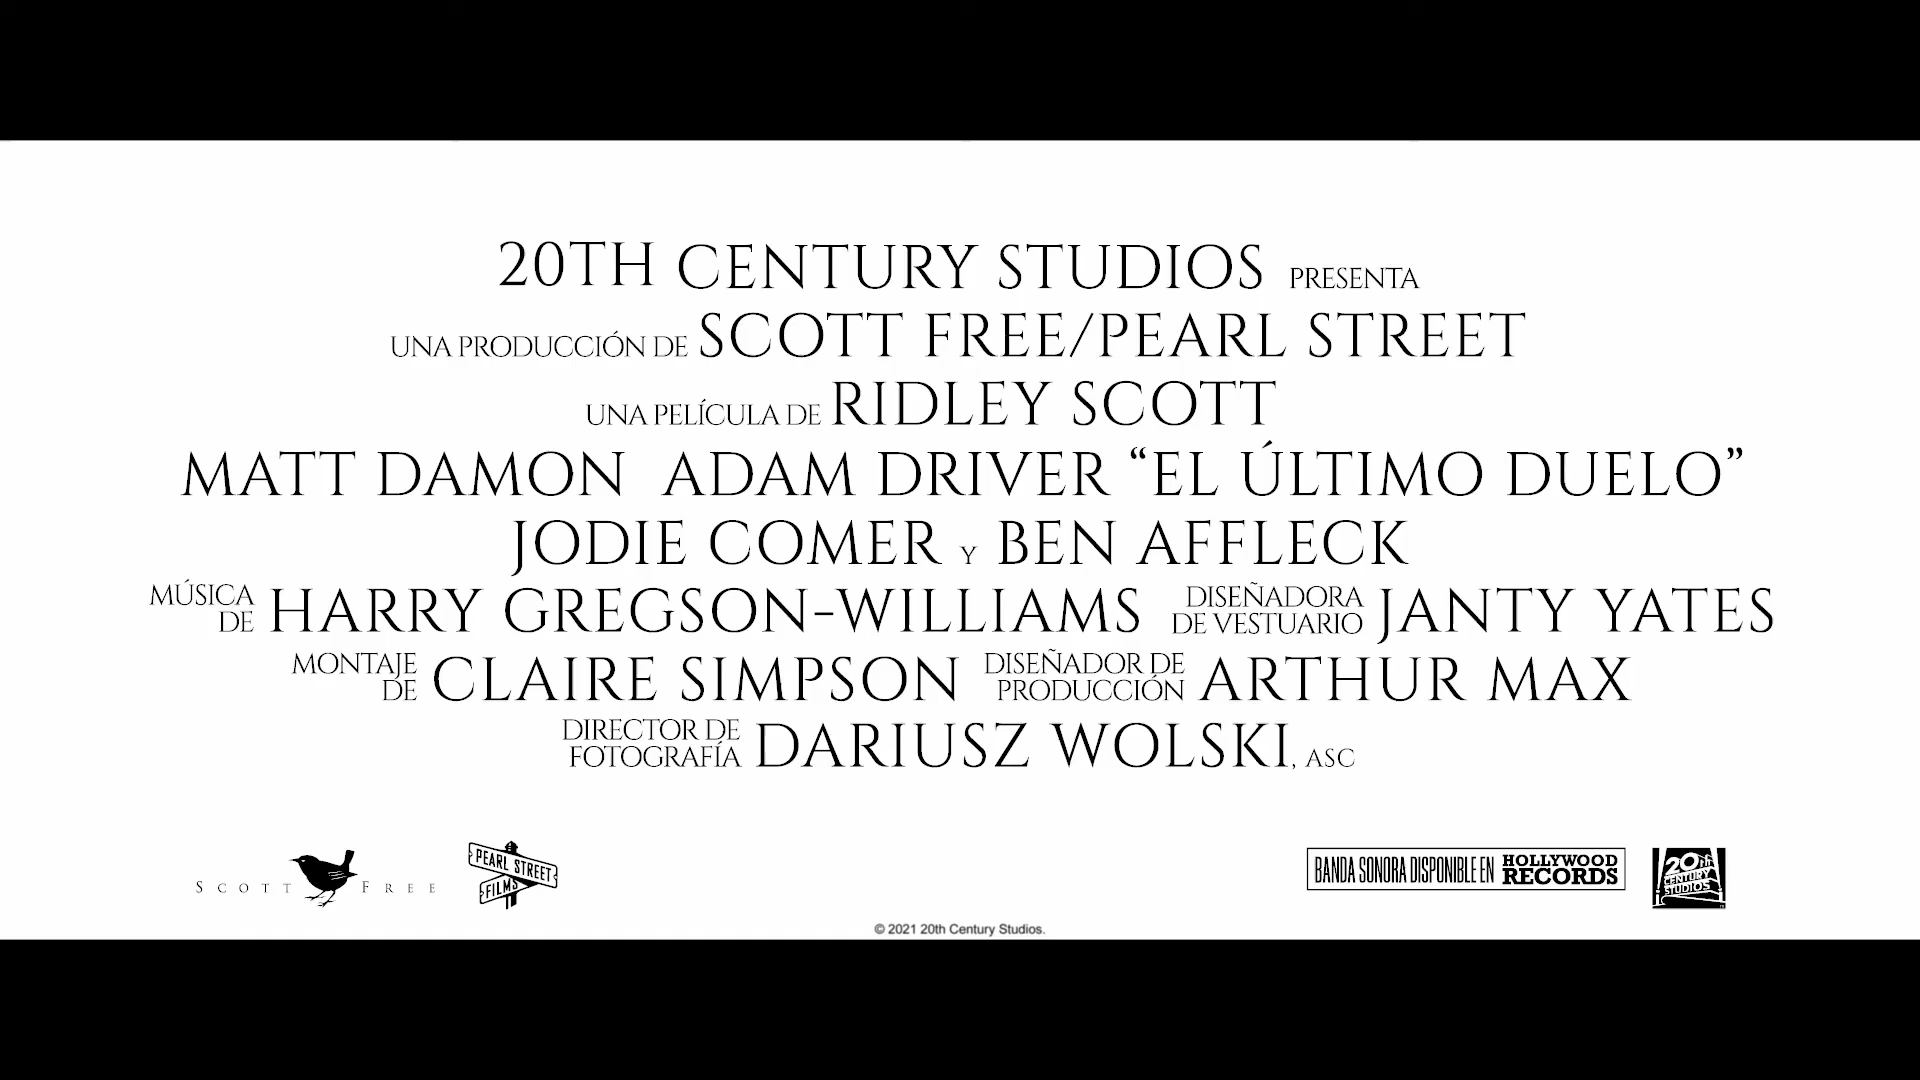 20TH CENTURY STUDIOS PRESENTA
UNA PRODUCCIÓN DE SCOTT FREE/PEARL STREET
UNA PELÍCULA DE RIDLEY SCOTT
MATT DAMON ADAM DRIVER “EL ÚLTIMO DUELO”
JODIE COMER Y BEN AFFLECK
MÚSICA DE HARRY GREGSON-WILLIAMS DISEÑADORA DE VESTUARIO JANTY YATES
MONTAJE DE CLAIRE SIMPSON DISEÑADOR DE PRODUCCIÓN ARTHUR MAX
DIRECTOR DE FOTOGRAFÍA DARIUSZ WOLSKI, ASC
SCOTT FREE
PEARL STREET
FILMS
BANDA SONORA DISPONIBLE EN HOLLYWOOD RECORDS
20TH CENTURY STUDIOS
© 2021 20th Century Studios.